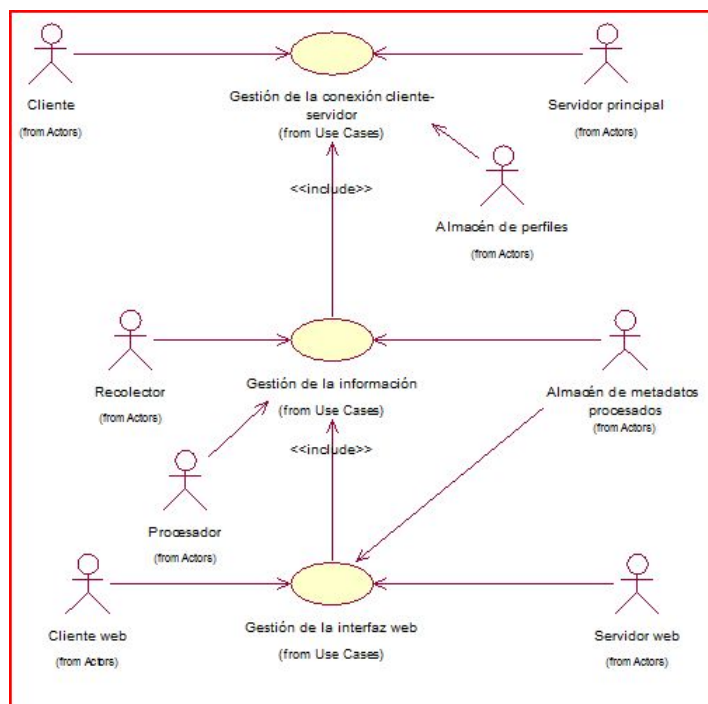 Cliente
(from Actors)
Gestión de la conexión cliente-
servidor
(from Use Cases)
Servidor principal
(from Actors)
<<include>>
Almacén de perfiles
(from Actors)
Recolector
(from Actors)
Gestión de la información
(from Use Cases)
Almacén de metadatos
procesados
(from Actors)
<<include>>
Procesador
(from Actors)
Cliente web
(from Actors)
Gestión de la interfaz web
(from Use Cases)
Servidor web
(from Actors)